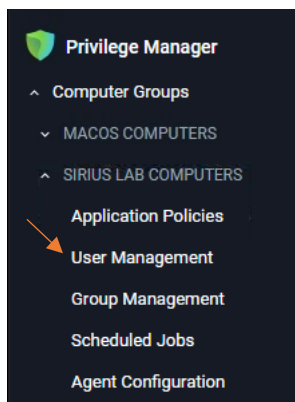 Privilege Manager
Computer Groups
MACOS COMPUTERS
SIRIUS LAB COMPUTERS
Application Policies
User Management
Group Management
Scheduled Jobs
Agent Configuration